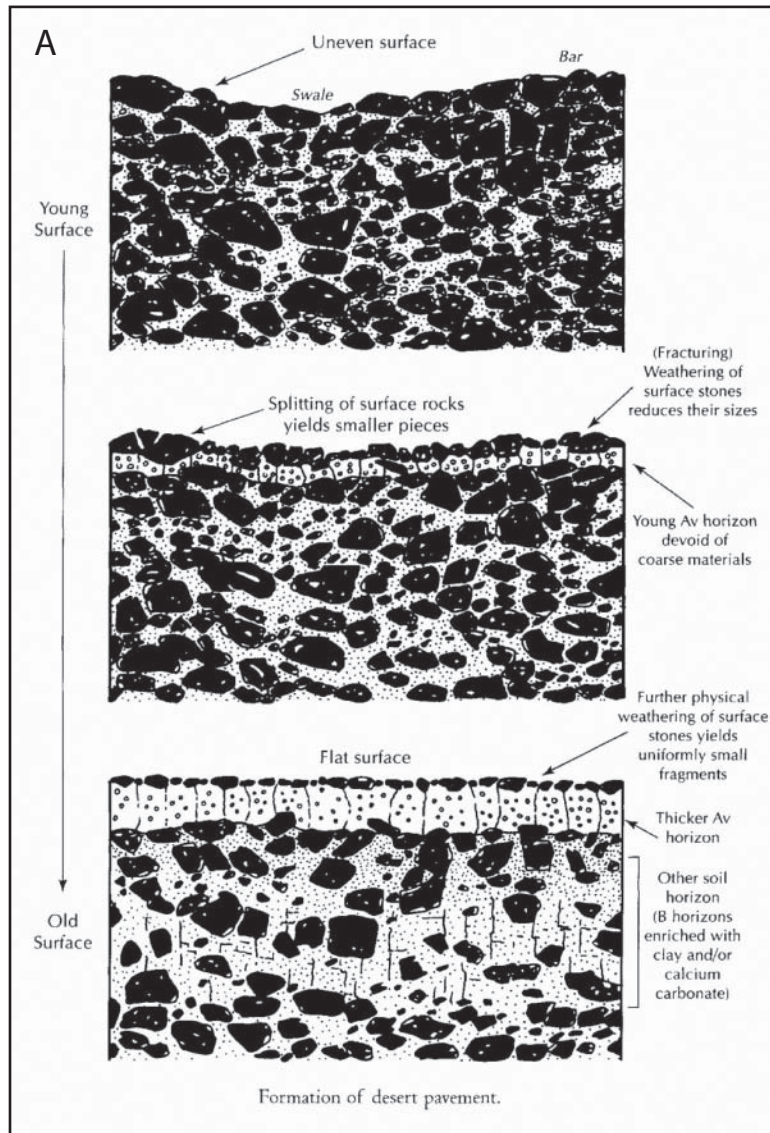 A
Uneven surface
Bar
Swale
Young
Surface
(Fracturing)
Weathering of
surface stones
reduces their sizes
Splitting of surface rocks
yields smaller pieces
Young Av horizon
devoid of
coarse materials
Further physical
weathering of surface
stones yields
uniformly small
fragments
Flat surface
Thicker Av
horizon
Other soil
horizon
(B horizons
enriched with
clay and/or
calcium
carbonate)
Old
Surface
Formation of desert pavement.